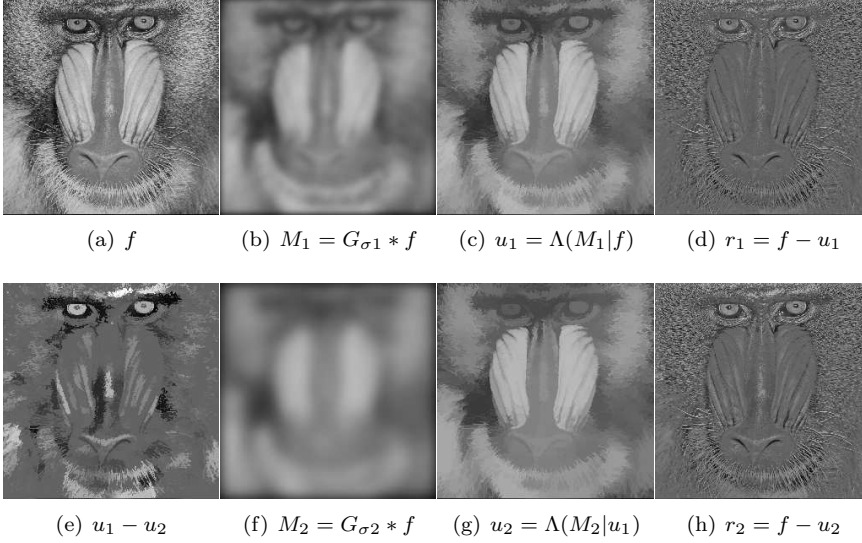 (a) f
(b) M₁ = G_σ1 ∗ f
(c) u₁ = Λ(M₁|f)
(d) r₁ = f − u₁
(e) u₁ − u₂
(f) M₂ = G_σ2 ∗ f
(g) u₂ = Λ(M₂|u₁)
(h) r₂ = f − u₂